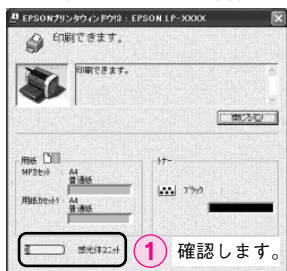 EPSONプリンタウィンドウ!3 : EPSON LP-XXXX
印刷できます。
印刷できます。
閉じる(C)
用紙
MPカセット : A4
普通紙
用紙カセット1 : A4
普通紙
トナー
ブラック :
感光体ユニット
1 確認します。